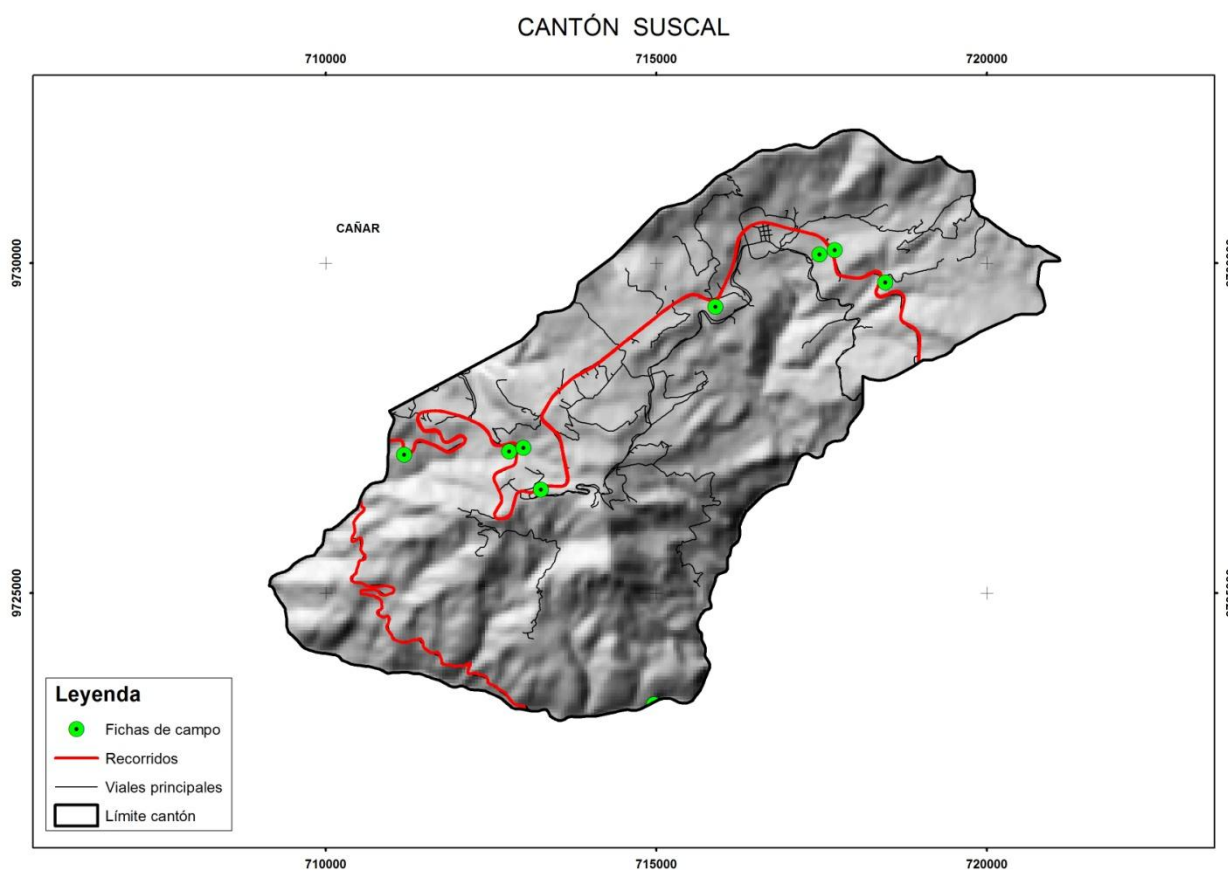 CANTÓN SUSCAL
710000 715000 720000
CAÑAR
9730000
9725000
Leyenda
Fichas de campo
Recorridos
Viales principales
Límite cantón
710000 715000 720000